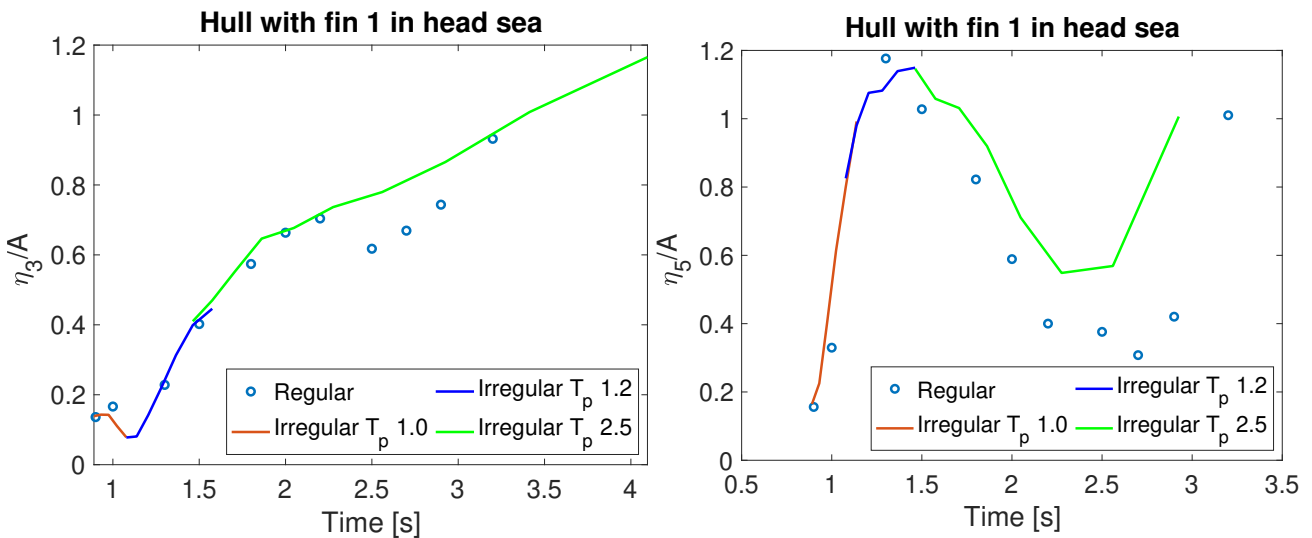 Hull with fin 1 in head sea
1.2
1
0.8
0.6
0.4
0.2
0
η3/A
Regular
Irregular Tp 1.0
Irregular Tp 1.2
Irregular Tp 2.5
1 1.5 2 2.5 3 3.5 4
Time [s]
Hull with fin 1 in head sea
1.2
1
0.8
0.6
0.4
0.2
0
η5/A
Regular
Irregular Tp 1.0
Irregular Tp 1.2
Irregular Tp 2.5
0.5 1 1.5 2 2.5 3 3.5
Time [s]